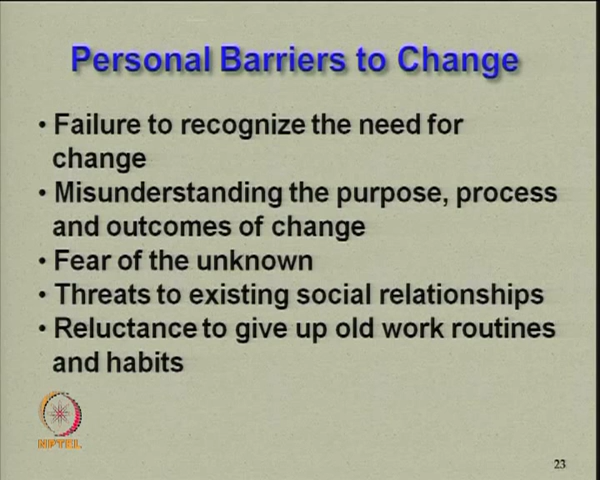 Personal Barriers to Change
• Failure to recognize the need for
change
• Misunderstanding the purpose, process
and outcomes of change
• Fear of the unknown
• Threats to existing social relationships
• Reluctance to give up old work routines
and habits
NPTEL
23